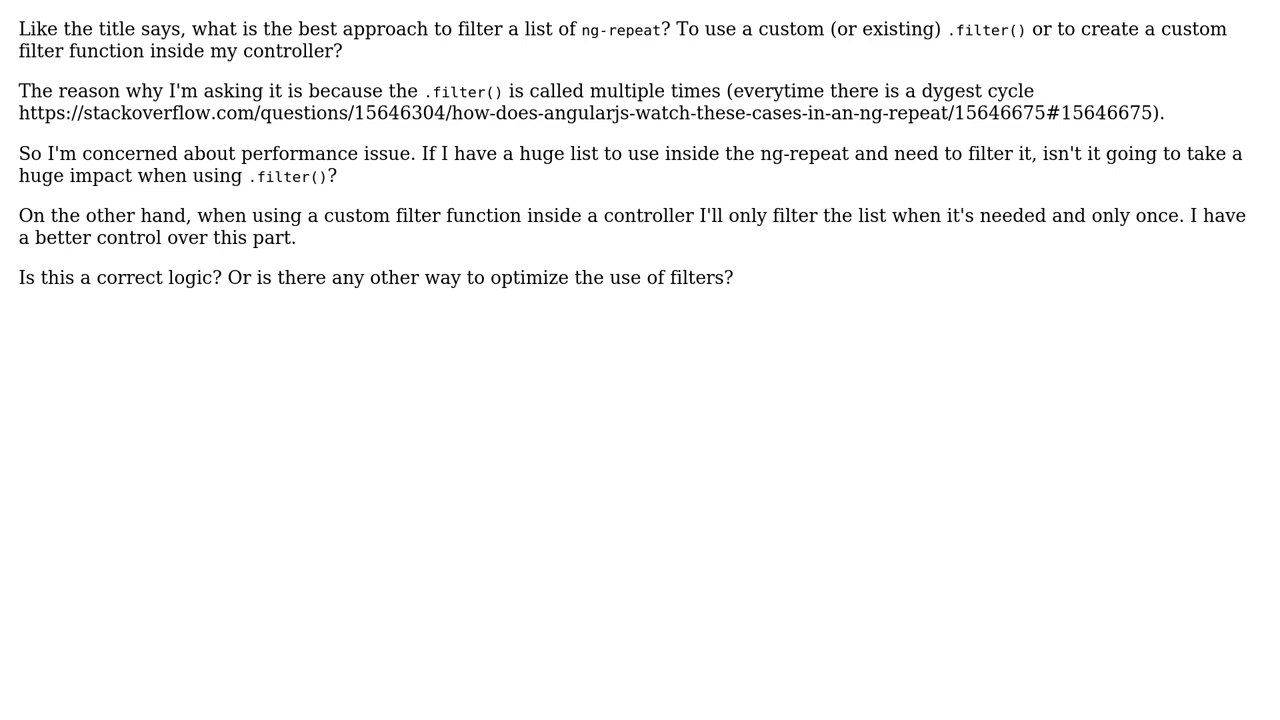 Like the title says, what is the best approach to filter a list of ng-repeat? To use a custom (or existing) .filter() or to create a custom
filter function inside my controller?
The reason why I'm asking it is because the .filter() is called multiple times (everytime there is a dygest cycle
https://stackoverflow.com/questions/15646304/how-does-angularjs-watch-these-cases-in-an-ng-repeat/15646675#15646675).
So I'm concerned about performance issue. If I have a huge list to use inside the ng-repeat and need to filter it, isn't it going to take a
huge impact when using .filter()?
On the other hand, when using a custom filter function inside a controller I'll only filter the list when it's needed and only once. I have
a better control over this part.
Is this a correct logic? Or is there any other way to optimize the use of filters?